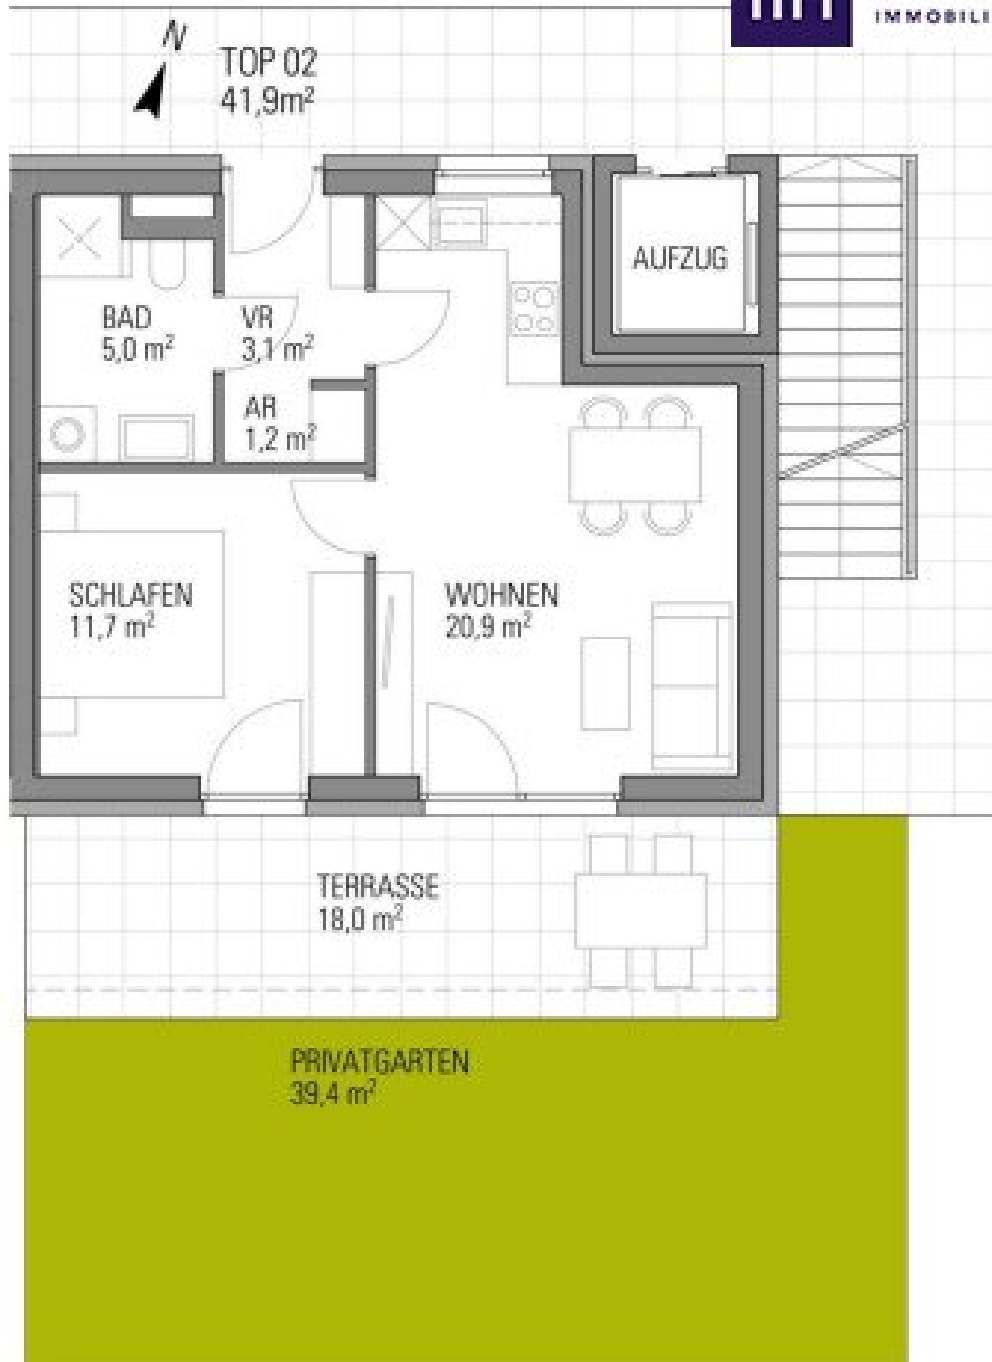 IMMOBILI
N
TOP 02
41,9m²
AUFZUG
BAD
5,0 m²
VR
3,1 m²
AR
1,2 m²
SCHLAFEN
11,7 m²
WOHNEN
20,9 m²
TERRASSE
18,0 m²
PRIVATGARTEN
39,4 m²